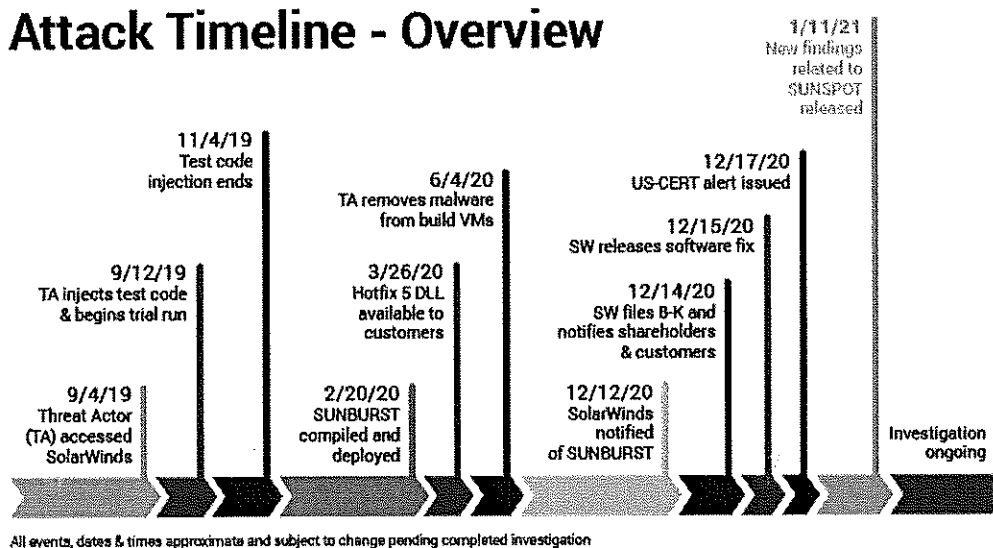 Attack Timeline - Overview
9/4/19
Threat Actor
(TA) accessed
SolarWinds
9/12/19
TA injects test code
& begins trial run
11/4/19
Test code
injection ends
2/20/20
SUNBURST
compiled and
deployed
3/26/20
Hotfix 5 DLL
available to
customers
6/4/20
TA removes malware
from build VMs
12/12/20
SolarWinds
notified
of SUNBURST
12/14/20
SW files 8-K and
notifies shareholders
& customers
12/15/20
SW releases software fix
12/17/20
US-CERT alert issued
1/11/21
New findings
related to
SUNSPOT
released
Investigation
ongoing
All events, dates & times approximate and subject to change pending completed investigation